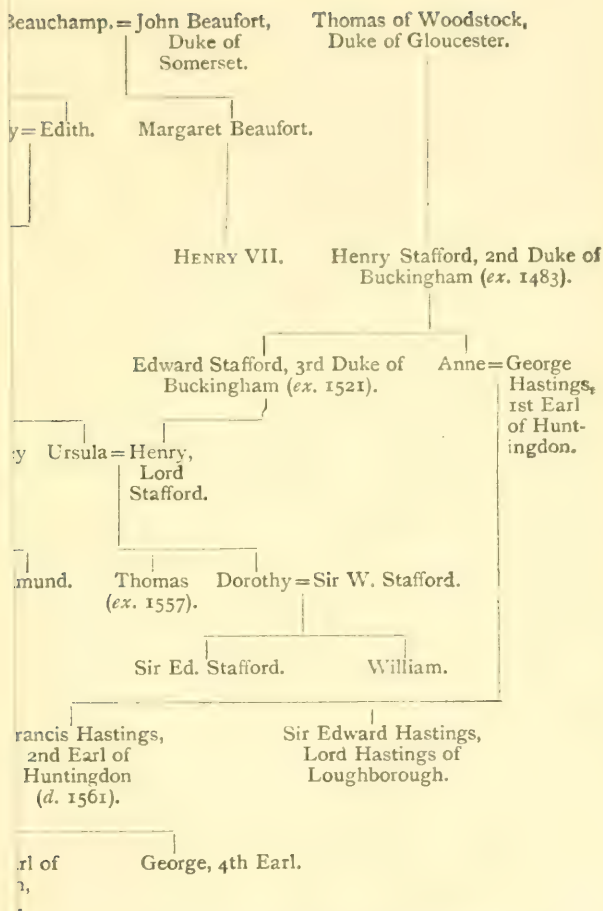 Beauchamp. = John Beaufort,
Duke of
Somerset.
Thomas of Woodstock,
Duke of Gloucester.
y = Edith.
Margaret Beaufort.
HENRY VII.
Henry Stafford, 2nd Duke of
Buckingham (ex. 1483).
Edward Stafford, 3rd Duke of
Buckingham (ex. 1521).
Anne = George
Hastings,
1st Earl
of Hunt-
ingdon.
y Ursula = Henry,
Lord
Stafford.
mund.
Thomas
(ex. 1557).
Dorothy = Sir W. Stafford.
Sir Ed. Stafford.
William.
rancis Hastings,
2nd Earl of
Huntingdon
(d. 1561).
Sir Edward Hastings,
Lord Hastings of
Loughborough.
rl of
George, 4th Earl.